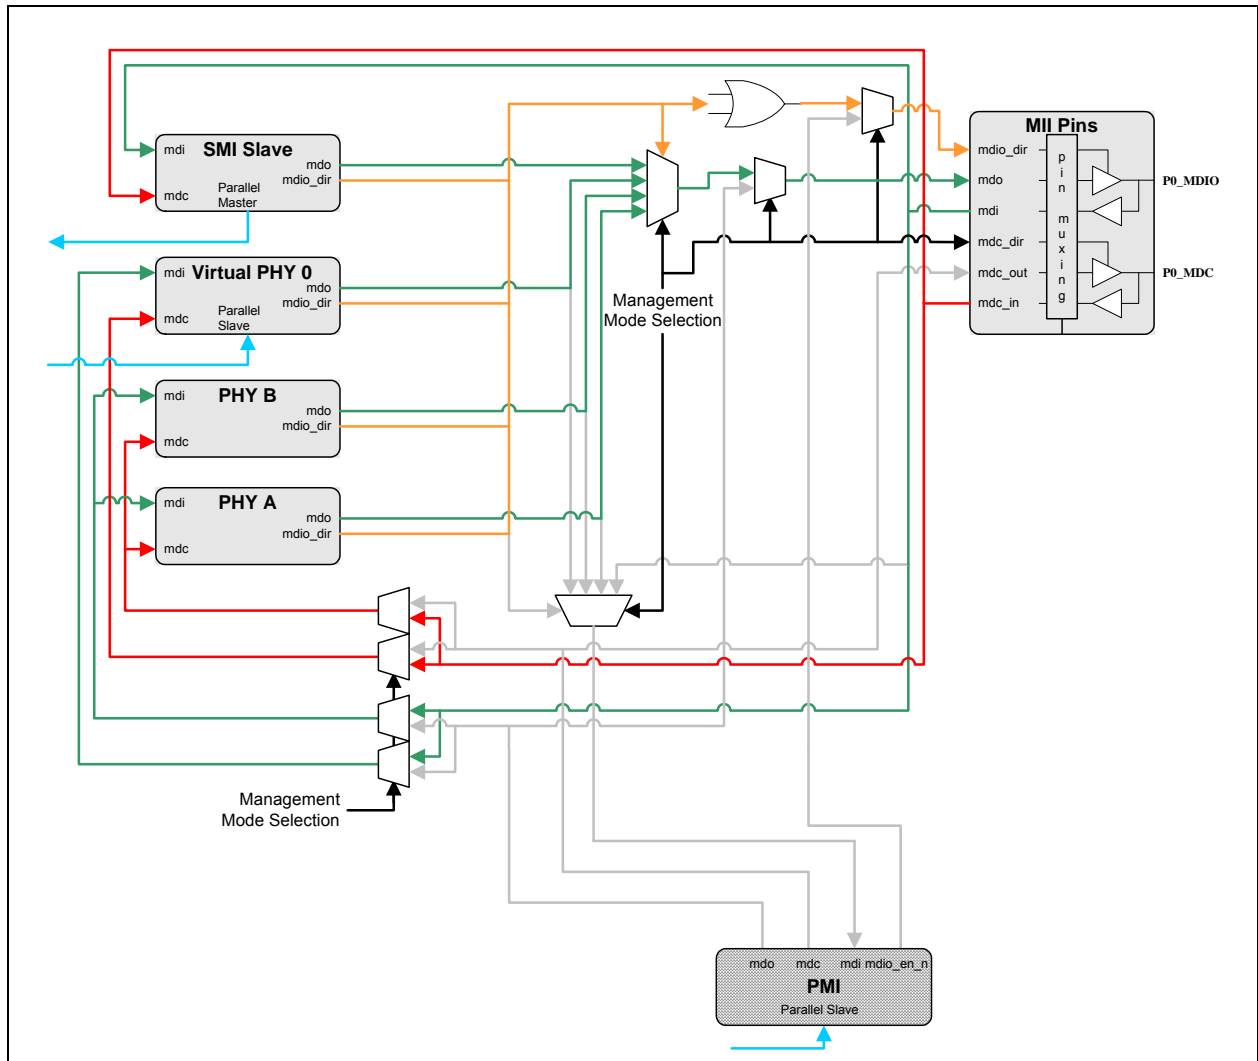 SMI Slave
mdi
mdc
mdo
mdio_dir
Parallel
Master
Virtual PHY 0
mdi
mdc
mdo
mdio_dir
Parallel
Slave
PHY B
mdi
mdc
mdo
mdio_dir
PHY A
mdi
mdc
mdo
mdio_dir
Management
Mode Selection
Management
Mode Selection
MII Pins
mdio_dir
mdo
mdi
mdc_dir
mdc_out
mdc_in
pin muxing
P0_MDIO
P0_MDC
mdo mdc mdi mdio_en_n
PMI
Parallel Slave